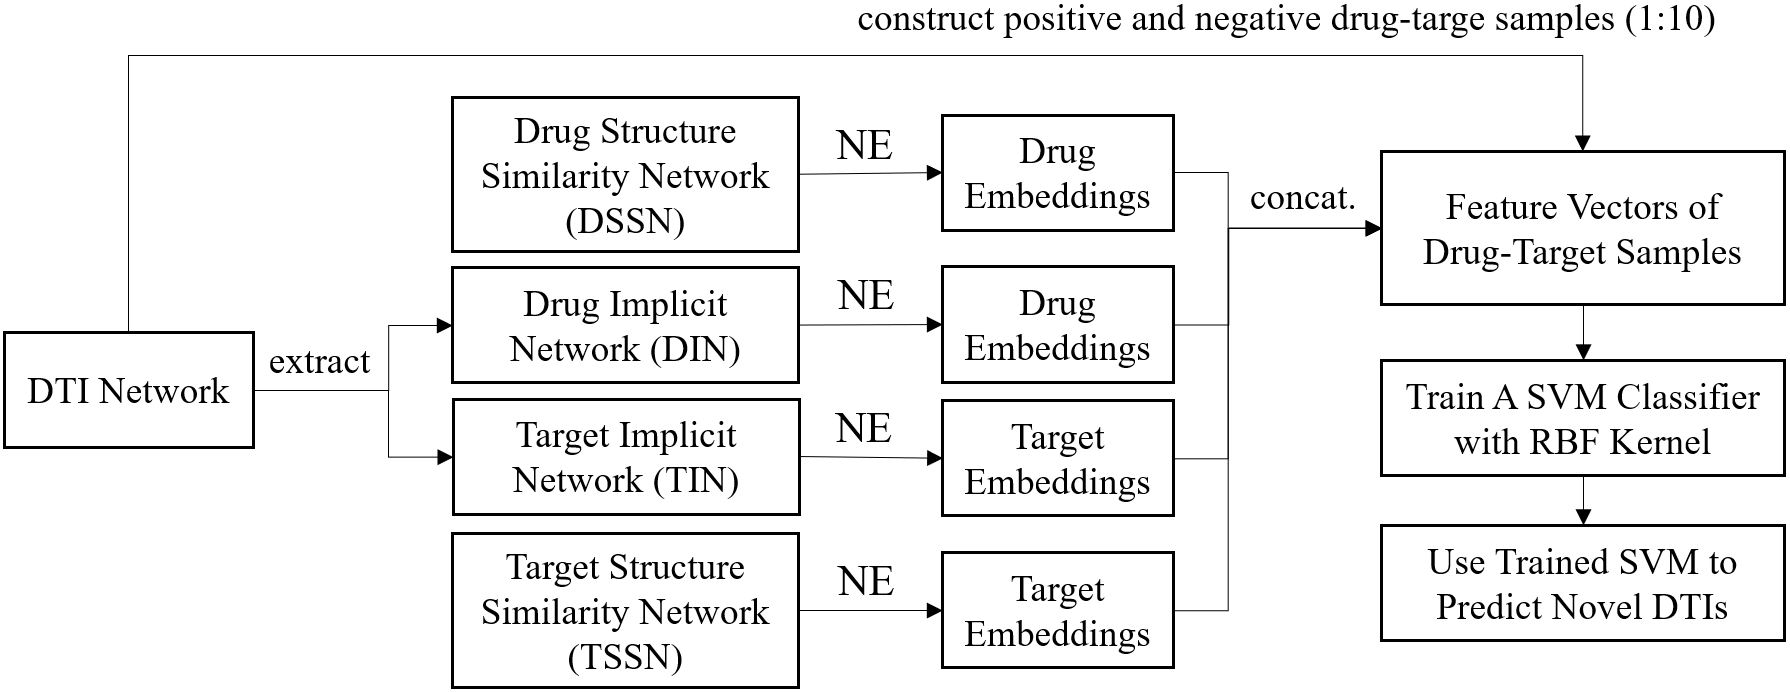 construct positive and negative drug-targe samples (1:10)
Drug Structure
Similarity Network
(DSSN)
NE
Drug
Embeddings
concat.
Feature Vectors of
Drug-Target Samples
DTI Network
extract
Drug Implicit
Network (DIN)
NE
Drug
Embeddings
Target Implicit
Network (TIN)
NE
Target
Embeddings
Train A SVM Classifier
with RBF Kernel
Target Structure
Similarity Network
(TSSN)
NE
Target
Embeddings
Use Trained SVM to
Predict Novel DTIs